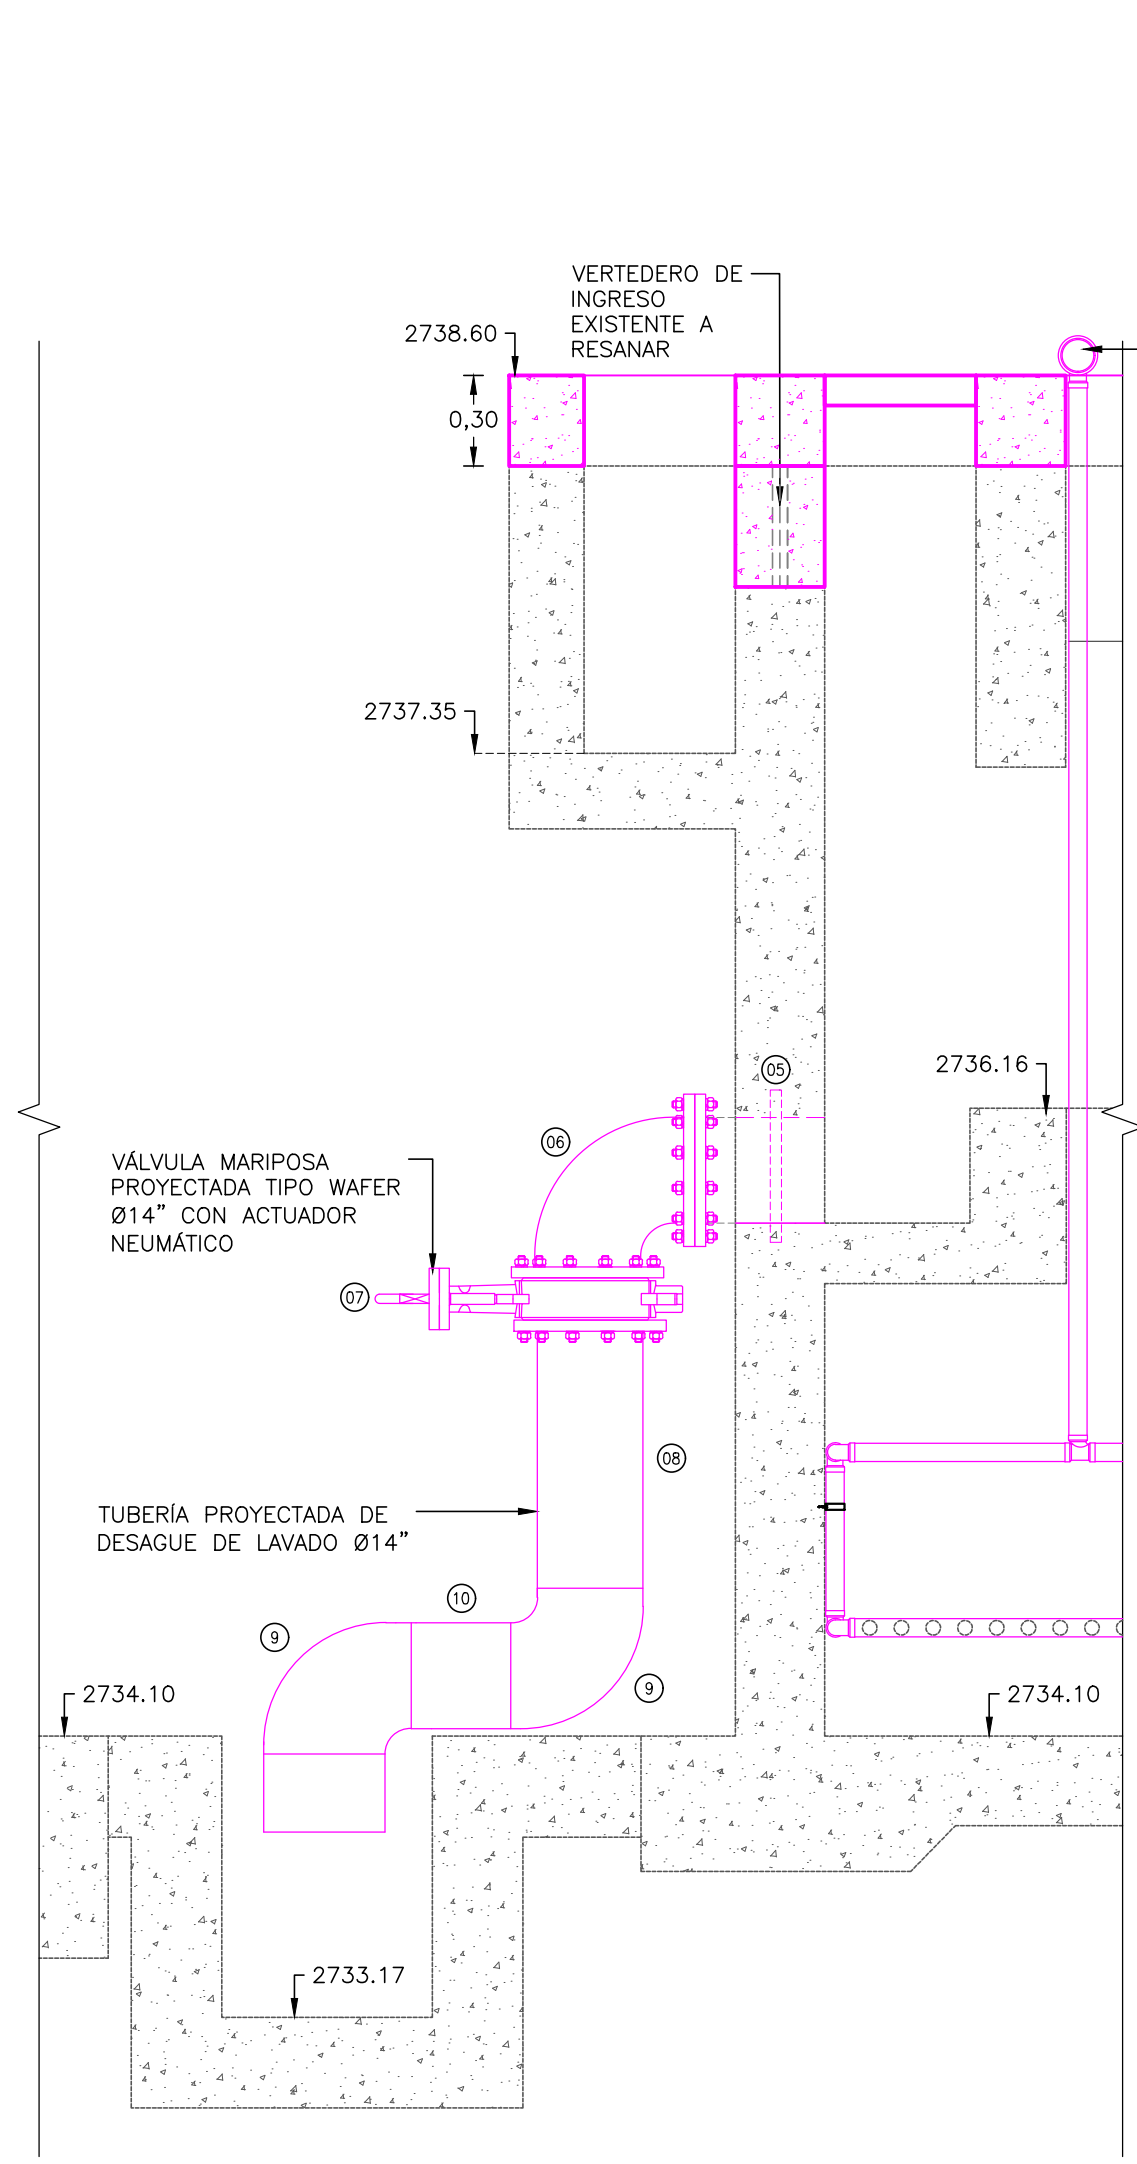 VERTEDERO DE
INGRESO
EXISTENTE A
RESANAR
2738.60
0,30
2737.35
2736.16
05
06
VÁLVULA MARIPOSA
PROYECTADA TIPO WAFER
Ø14" CON ACTUADOR
NEUMÁTICO
07
08
TUBERÍA PROYECTADA DE
DESAGUE DE LAVADO Ø14"
10
9
9
2734.10
2734.10
2733.17